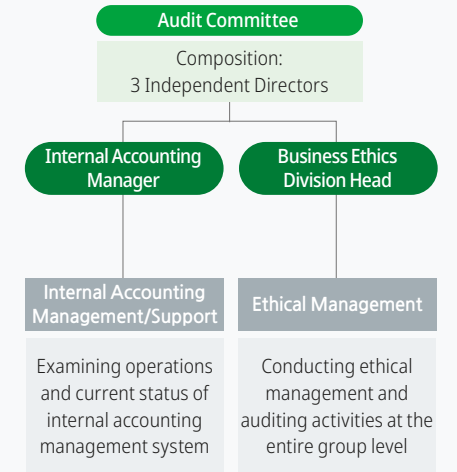 Audit Committee
Composition:
3 Independent Directors
Internal Accounting
Manager
Business Ethics
Division Head
Internal Accounting
Management/Support
Ethical Management
Examining operations
and current status of
internal accounting
management system
Conducting ethical
management and
auditing activities at the
entire group level